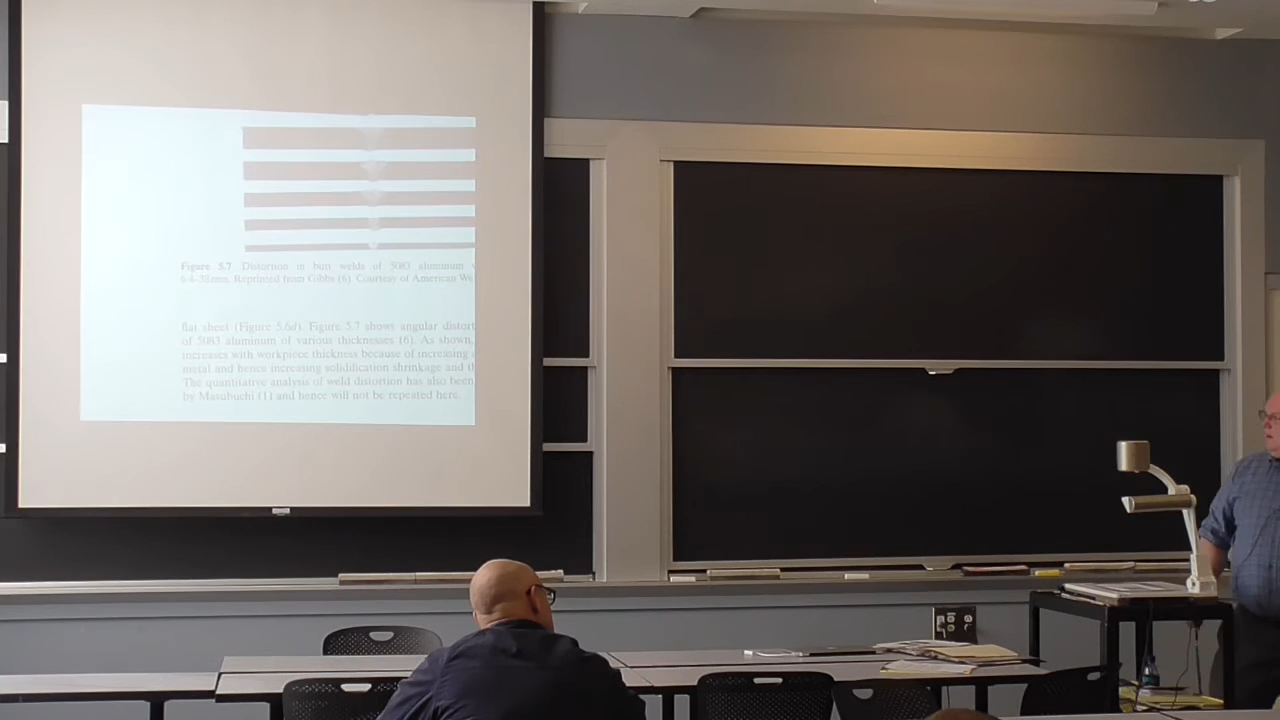 Figure 5.7 Distortion in butt welds of 5083 aluminum
6.4–38mm. Reprinted from Gibbs (6). Courtesy of American We
flat sheet (Figure 5.6d). Figure 5.7 shows angular distort
of 5083 aluminum of various thicknesses (6). As shown,
increases with workpiece thickness because of increasing
metal and hence increasing solidification shrinkage and th
The quantitative analysis of weld distortion has also been
by Masubuchi (1) and hence will not be repeated here.